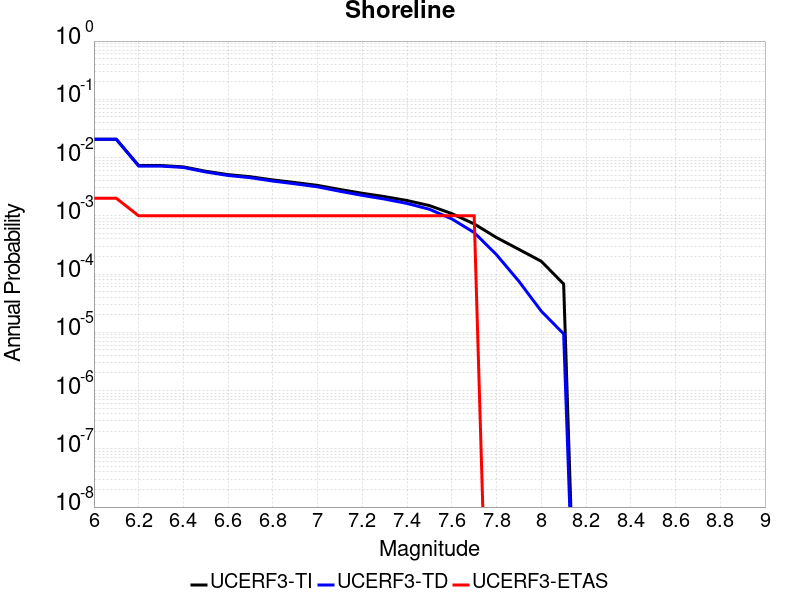 Shoreline
Annual Probability
10^0
10^-1
10^-2
10^-3
10^-4
10^-5
10^-6
10^-7
10^-8
6 6.2 6.4 6.6 6.8 7 7.2 7.4 7.6 7.8 8 8.2 8.4 8.6 8.8 9
Magnitude
UCERF3-TI UCERF3-TD UCERF3-ETAS